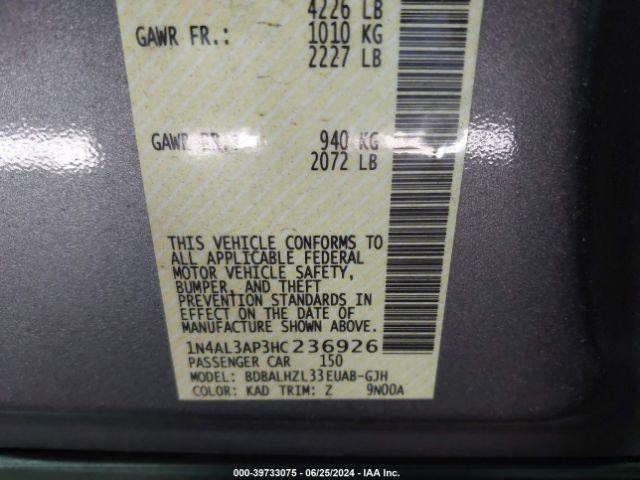 4226 LB
GAWR FR.: 1010 KG
2227 LB
GAWR RR.: 940 KG
2072 LB
THIS VEHICLE CONFORMS TO
ALL APPLICABLE FEDERAL
MOTOR VEHICLE SAFETY,
BUMPER, AND THEFT
PREVENTION STANDARDS IN
EFFECT ON THE DATE OF
MANUFACTURE SHOWN ABOVE.
1N4AL3AP3HC236926
PASSENGER CAR 150
MODEL: BDBALHZL33EUAB-GJH
COLOR: KAD TRIM: Z 9N00A
000-39733075 - 06/25/2024 - IAA Inc.